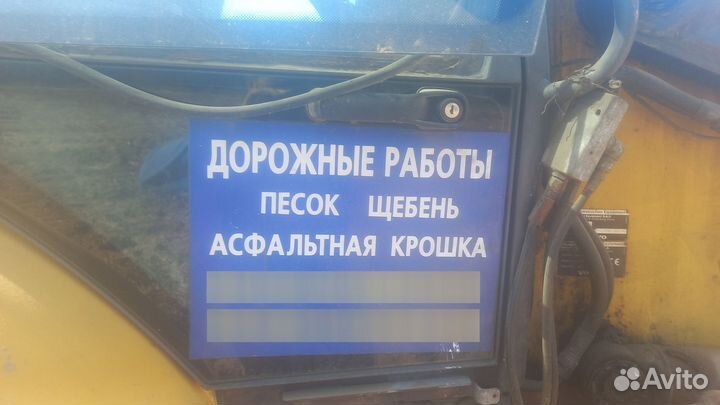 ДОРОЖНЫЕ РАБОТЫ
ПЕСОК ЩЕБЕНЬ
АСФАЛЬТНАЯ КРОШКА
Avito